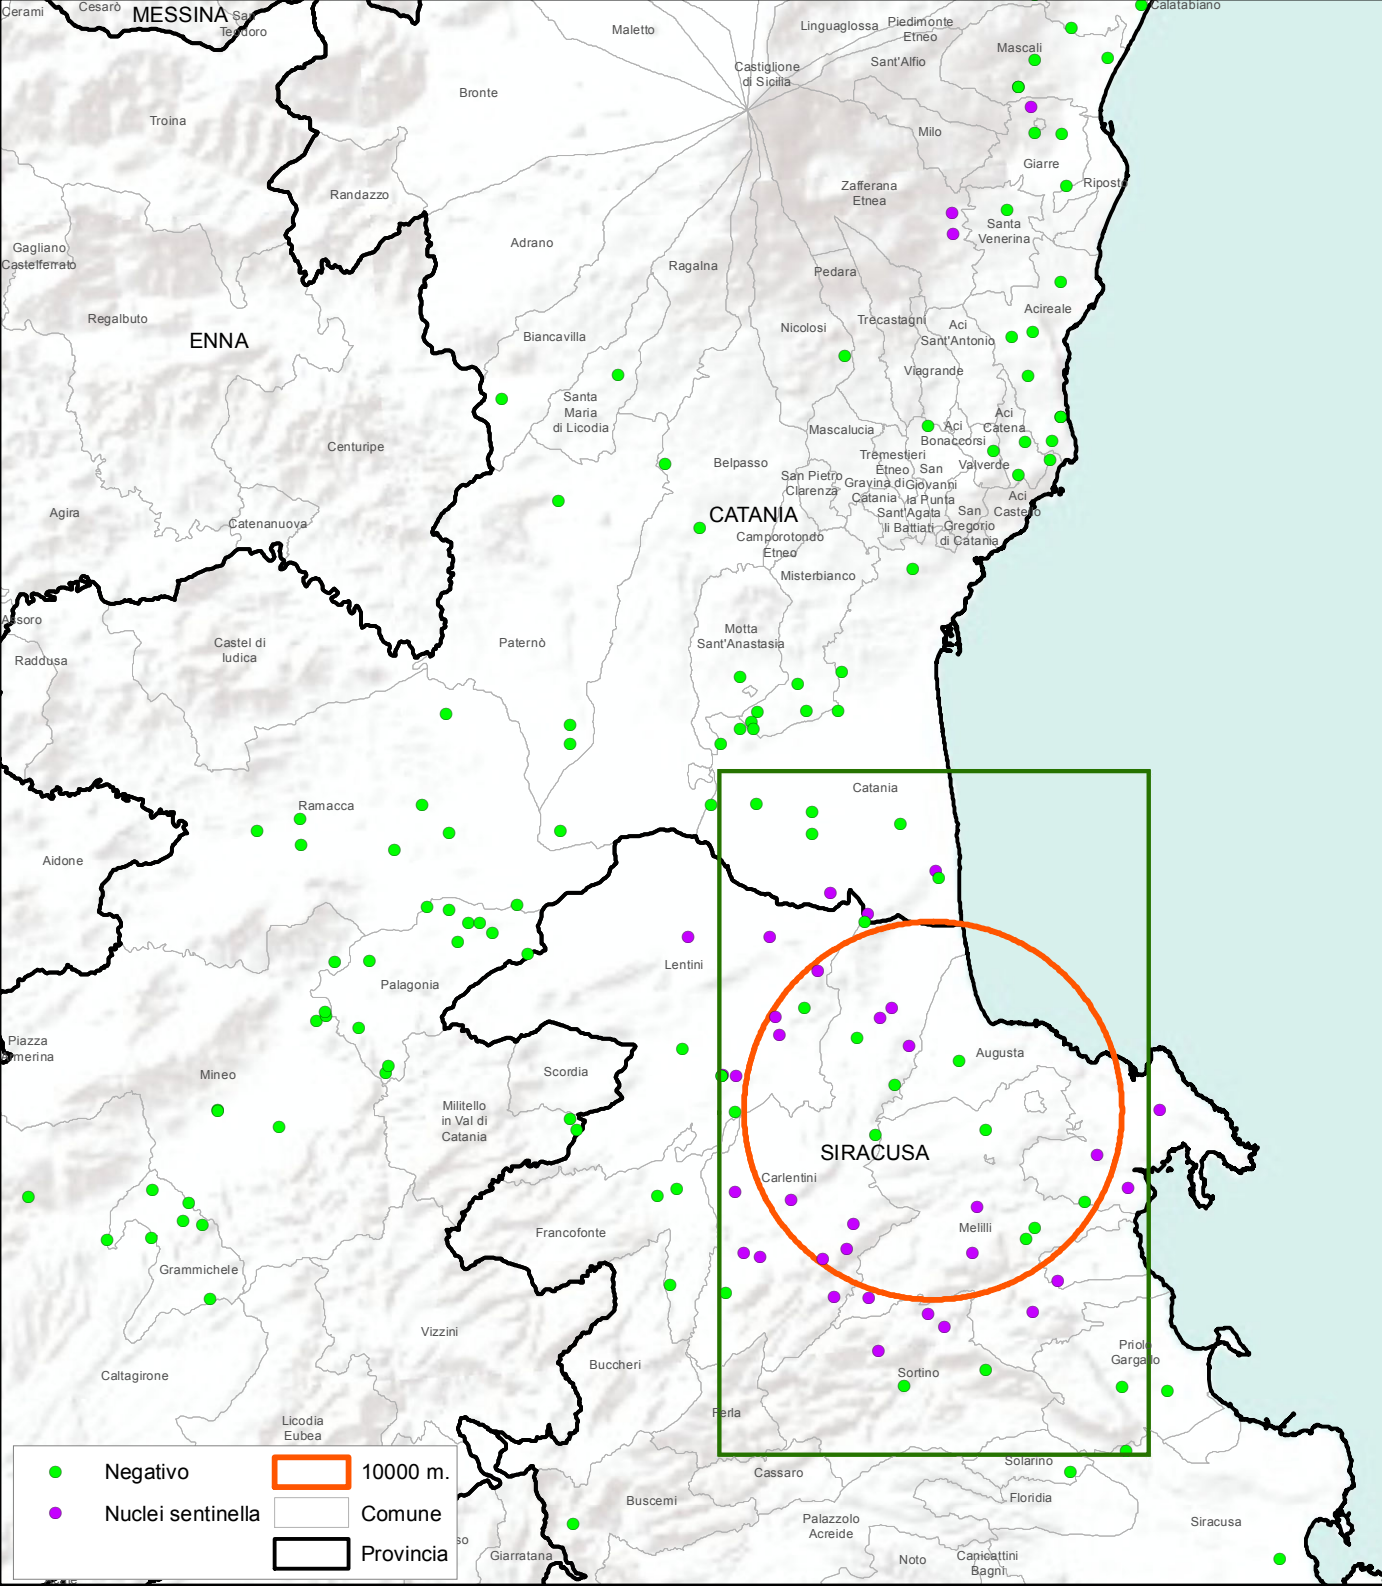 Cerami
Cesarò
MESSINA
San
Teodoro
Maletto
Linguaglossa
Piedimonte
Etneo
Calatabiano
Mascali
Sant'Alfio
Castiglione
di Sicilia
Bronte
Troina
Milo
Giarre
Riposto
Randazzo
Zafferana
Etnea
Santa
Venerina
Gagliano
Castelferrato
Adrano
Ragalna
Pedara
Regalbuto
ENNA
Biancavilla
Nicolosi
Trecastagni
Aci
Sant'Antonio
Acireale
Viagrande
Santa
Maria
di Licodia
Centuripe
Mascalucia
Aci
Bonaccorsi
Aci
Catena
Belpasso
Tremestieri
Etneo
San Pietro
Clarenza
San
Giovanni
la Punta
Valverde
Gravina di
Catania
Sant'Agata
li Battiati
San
Gregorio
di Catania
Aci
Castello
Agira
Catenanuova
CATANIA
Camporotondo
Etneo
Misterbianco
Assoro
Raddusa
Castel di
Iudica
Paternò
Motta
Sant'Anastasia
Catania
Ramacca
Aidone
Lentini
Palagonia
Piazza
Armerina
Mineo
Scordia
Augusta
Militello
in Val di
Catania
SIRACUSA
Carlentini
Francofonte
Melilli
Grammichele
Vizzini
Buccheri
Priolo
Gargallo
Caltagirone
Sortino
Licodia
Eubea
Ferla
Solarino
Cassaro
Floridia
Buscemi
Palazzolo
Acreide
Siracusa
Giarratana
Noto
Canicattini
Bagni
Negativo
10000 m.
Nuclei sentinella
Comune
Provincia